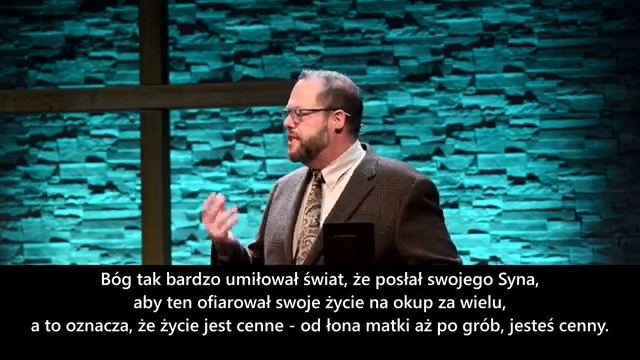 Bóg tak bardzo umiłował świat, że posłał swojego Syna,
aby ten ofiarował swoje życie na okup za wielu,
a to oznacza, że życie jest cenne - od łona matki aż po grób, jesteś cenny.